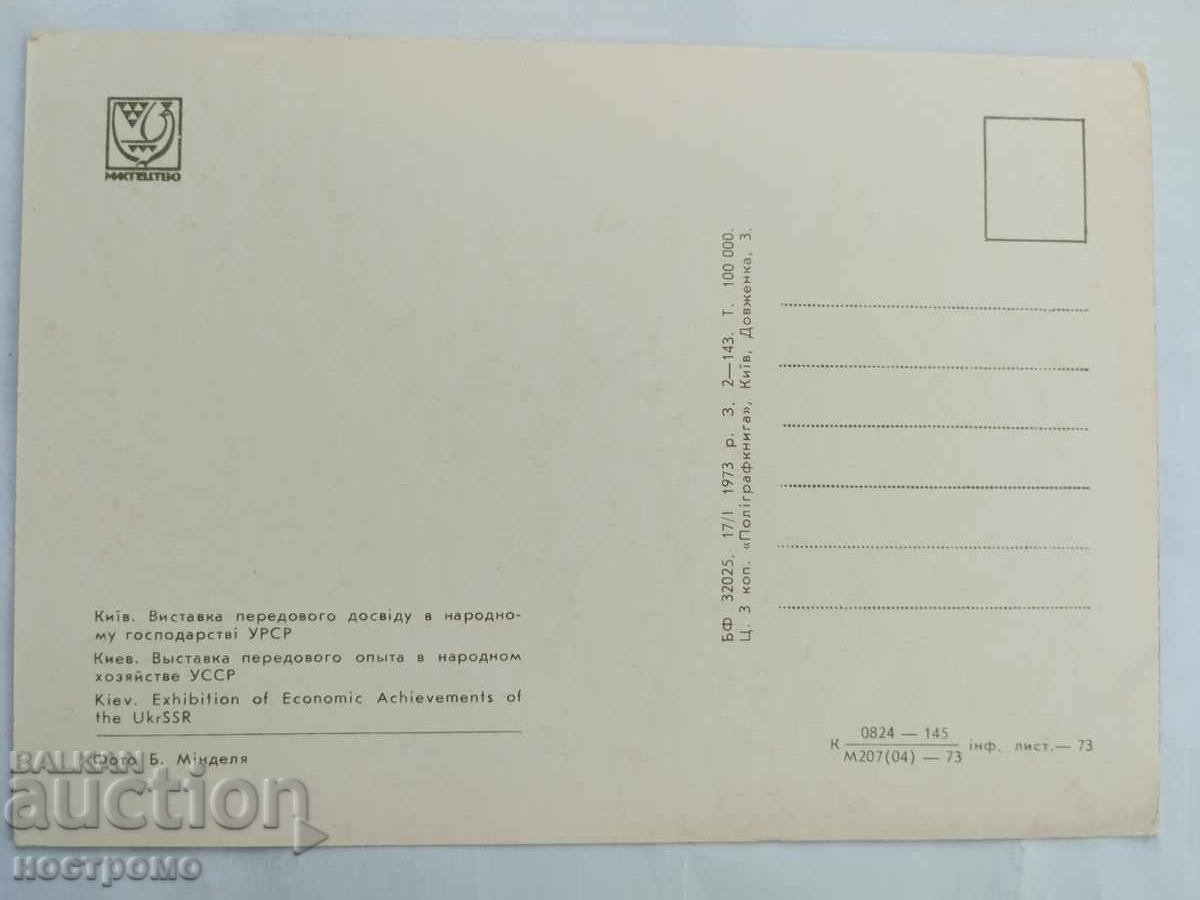 МИСТЕЦТВО
Київ. Виставка передового досвіду в народно-
му господарстві УРСР
Киев. Выставка передового опыта в народном
хозяйстве УССР
Kiev. Exhibition of Economic Achievements of
the UkrSSR
Фото Б. Мінделя
БФ 32025. 17/І 1973 р. З. 2—143. Т. 100 000.
Ц. 3 коп. «Поліграфкнига», Київ, Довженка, 3.
К 0824 — 145
М207(04) — 73 інф. лист.— 73
BALKAN
auction
ностромо